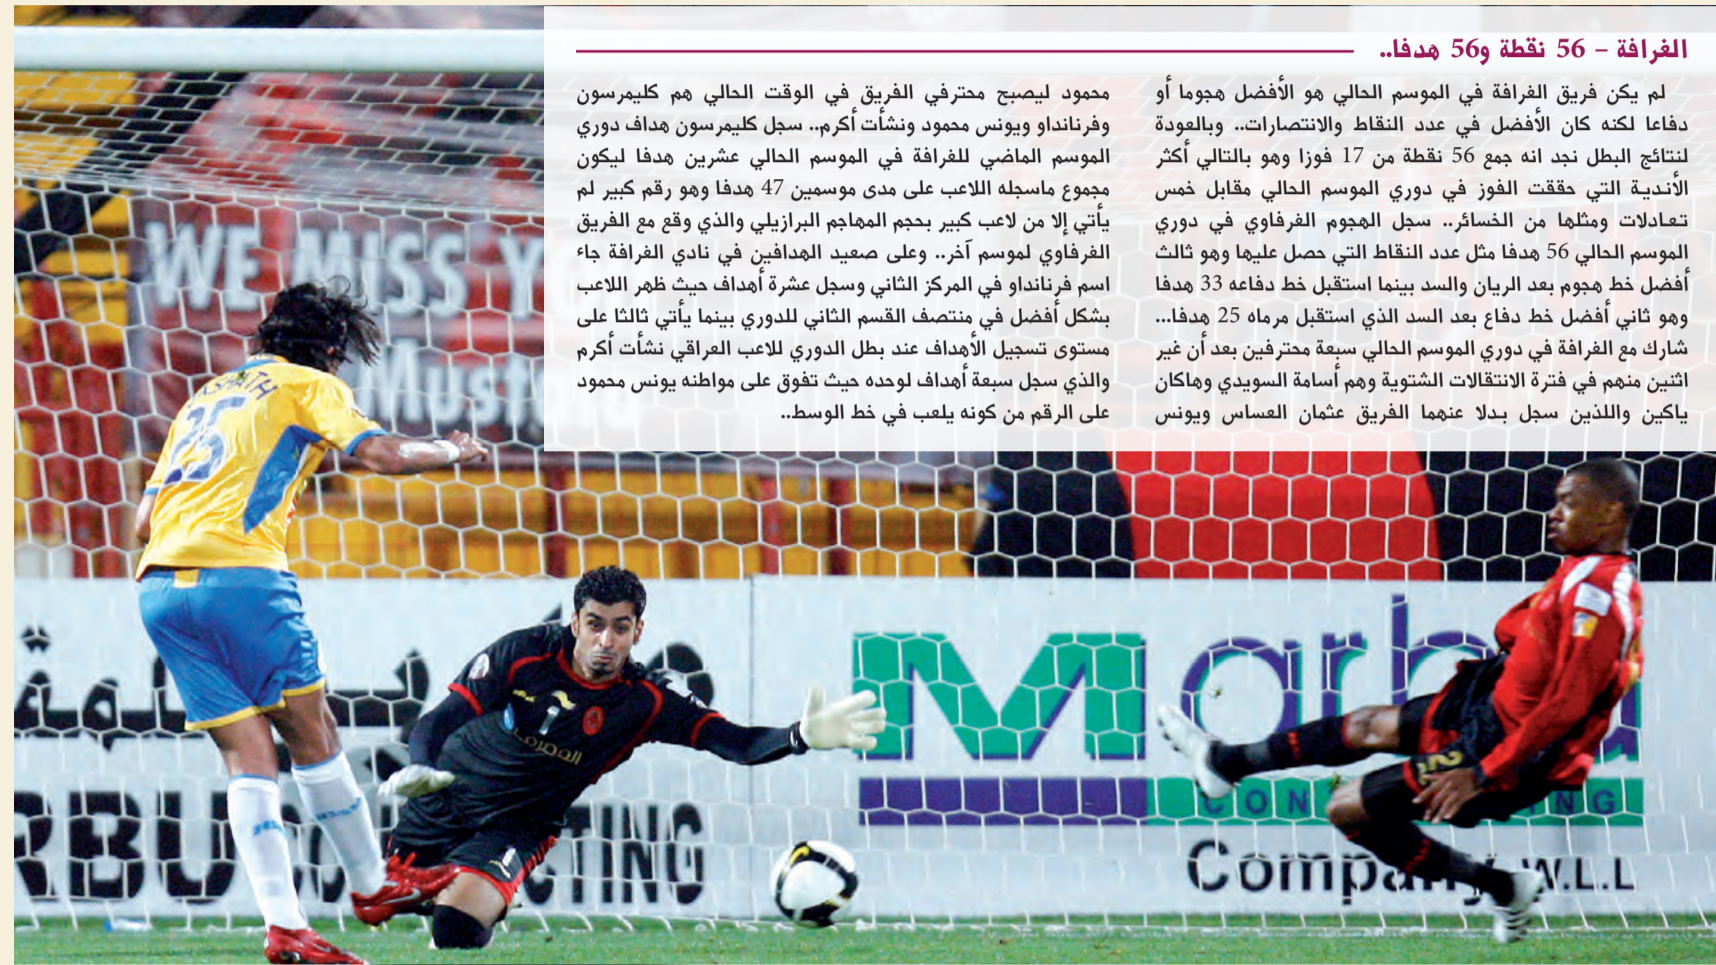 الغرافة – 56 نقطة و56 هدفا..
لم يكن فريق الغرافة في الموسم الحالي هو الأفضل هجوما أو
دفاعا لكنه كان الأفضل في عدد النقاط والانتصارات.. وبالعودة
لنتائج البطل نجد انه جمع 56 نقطة من 17 فوزا وهو بالتالي أكثر
الأندية التي حققت الفوز في دوري الموسم الحالي مقابل خمس
تعادلات ومثلها من الخسائر.. سجل الهجوم الغرفاوي في دوري
الموسم الحالي 56 هدفا مثل عدد النقاط التي حصل عليها وهو ثالث
أفضل خط هجوم بعد الريان والسد بينما استقبل خط دفاعه 33 هدفا
وهو ثاني أفضل خط دفاع بعد السد الذي استقبل مرماه 25 هدفا...
شارك مع الغرافة في دوري الموسم الحالي سبعة محترفين بعد أن غير
اثنين منهم في فترة الانتقالات الشتوية وهم أسامة السويدي وهاكان
ياكين واللذين سجل بدلا عنهما الفريق عثمان العساس ويونس
محمود ليصبح محترفي الفريق في الوقت الحالي هم كليمرسون
وفرنانداو ويونس محمود ونشأت أكرم.. سجل كليمرسون هداف دوري
الموسم الماضي للغرافة في الموسم الحالي عشرين هدفا ليكون
مجموع ماسجله اللاعب على مدى موسمين 47 هدفا وهو رقم كبير لم
يأتي إلا من لاعب كبير بحجم المهاجم البرازيلي والذي وقع مع الفريق
الغرفاوي لموسم آخر.. وعلى صعيد الهدافين في نادي الغرافة جاء
اسم فرنانداو في المركز الثاني وسجل عشرة أهداف حيث ظهر اللاعب
بشكل أفضل في منتصف القسم الثاني للدوري بينما يأتي ثالثا على
مستوى تسجيل الأهداف عند بطل الدوري للاعب العراقي نشأت أكرم
والذي سجل سبعة أهداف لوحده حيث تفوق على مواطنه يونس محمود
على الرقم من كونه يلعب في خط الوسط..
WE MISS
25
1
المصرف
Company W.L.L